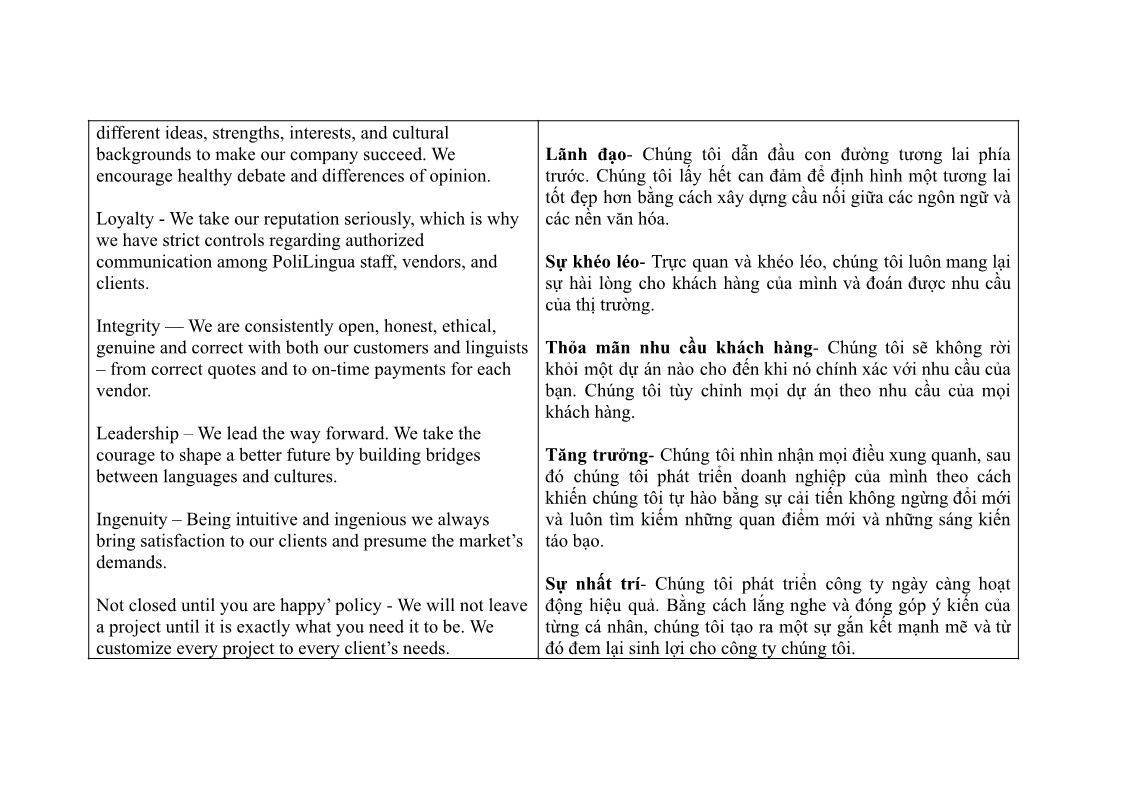 different ideas, strengths, interests, and cultural
backgrounds to make our company succeed. We
encourage healthy debate and differences of opinion.
Loyalty - We take our reputation seriously, which is why
we have strict controls regarding authorized
communication among PoliLingua staff, vendors, and
clients.
Integrity — We are consistently open, honest, ethical,
genuine and correct with both our customers and linguists
– from correct quotes and to on-time payments for each
vendor.
Leadership – We lead the way forward. We take the
courage to shape a better future by building bridges
between languages and cultures.
Ingenuity – Being intuitive and ingenious we always
bring satisfaction to our clients and presume the market’s
demands.
Not closed until you are happy’ policy - We will not leave
a project until it is exactly what you need it to be. We
customize every project to every client’s needs.
Lãnh đạo- Chúng tôi dẫn đầu con đường tương lai phía
trước. Chúng tôi lấy hết can đảm để định hình một tương lai
tốt đẹp hơn bằng cách xây dựng cầu nối giữa các ngôn ngữ và
các nền văn hóa.
Sự khéo léo- Trực quan và khéo léo, chúng tôi luôn mang lại
sự hài lòng cho khách hàng của mình và đoán được nhu cầu
của thị trường.
Thỏa mãn nhu cầu khách hàng- Chúng tôi sẽ không rời
khỏi một dự án nào cho đến khi nó chính xác với nhu cầu của
bạn. Chúng tôi tùy chỉnh mọi dự án theo nhu cầu của mọi
khách hàng.
Tăng trưởng- Chúng tôi nhìn nhận mọi điều xung quanh, sau
đó chúng tôi phát triển doanh nghiệp của mình theo cách
khiến chúng tôi tự hào bằng sự cải tiến không ngừng đổi mới
và luôn tìm kiếm những quan điểm mới và những sáng kiến
táo bạo.
Sự nhất trí- Chúng tôi phát triển công ty ngày càng hoạt
động hiệu quả. Bằng cách lắng nghe và đóng góp ý kiến của
từng cá nhân, chúng tôi tạo ra một sự gắn kết mạnh mẽ và từ
đó đem lại sinh lợi cho công ty chúng tôi.